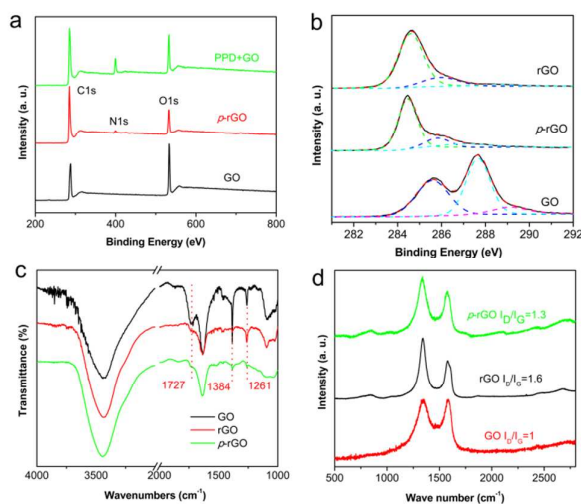 a
PPD+GO
C1s
N1s
O1s
p-rGO
GO
Intensity (a. u.)
200 400 600 800
Binding Energy (eV)
b
rGO
p-rGO
GO
Intensity (a. u.)
282 284 286 288 290 292
Binding Energy (eV)
c
1727
1384
1261
GO
rGO
p-rGO
Transmittance (%)
4000 3500 2000 1500 1000
Wavenumbers (cm⁻¹)
d
p-rGO I_D/I_G=1.3
rGO I_D/I_G=1.6
GO I_D/I_G=1
Intensity (a. u.)
500 1000 1500 2000 2500
Wave number (cm⁻¹)